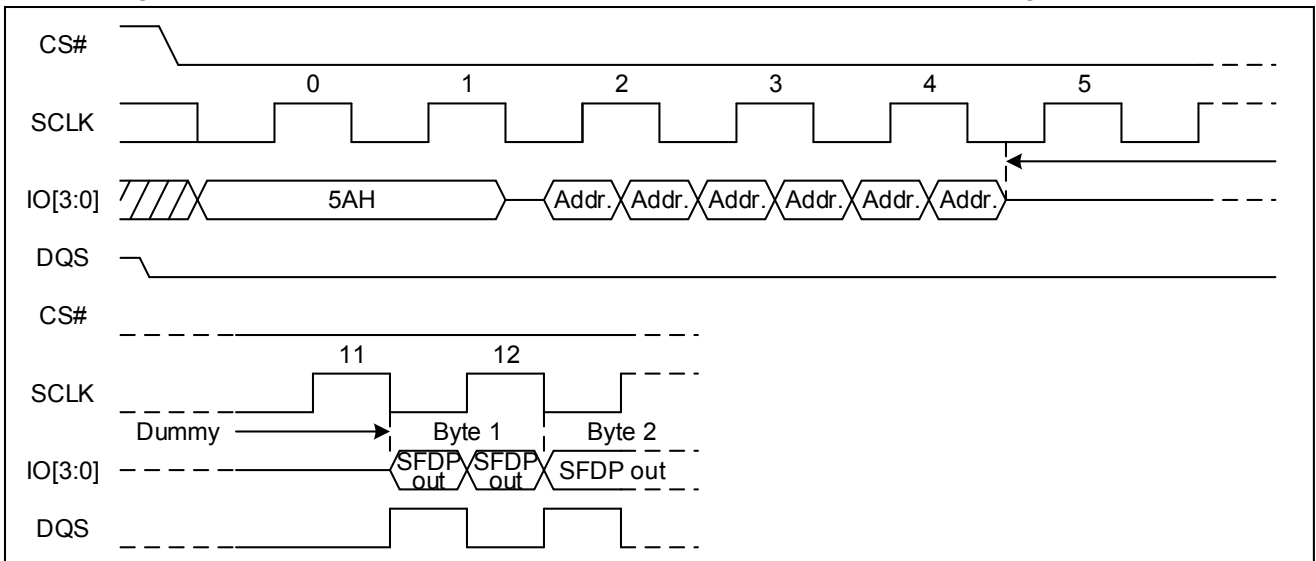 CS#
0 1 2 3 4 5
SCLK
IO[3:0] 5AH Addr. Addr. Addr. Addr. Addr. Addr.
DQS
CS#
11 12
SCLK
Dummy Byte 1 Byte 2
IO[3:0] SFDP out SFDP out SFDP out
DQS